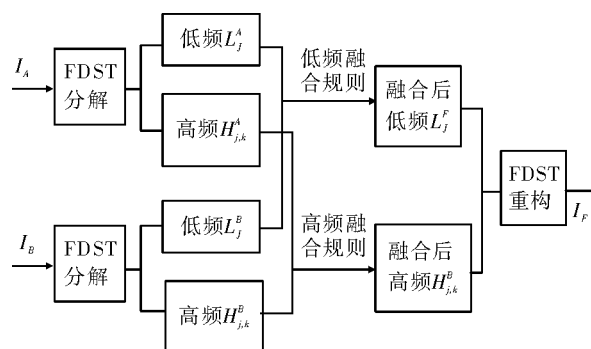 I_A
FDST
分解
低频L_J^A
高频H_{j,k}^A
I_B
FDST
分解
低频L_J^B
高频H_{j,k}^B
低频融
合规则
高频融
合规则
融合后
低频L_J^F
融合后
高频H_{j,k}^B
FDST
重构
I_F